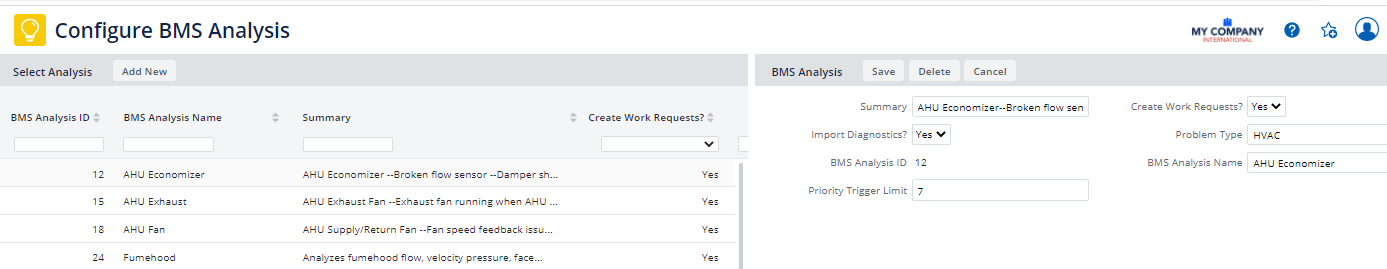 Configure BMS Analysis
MY COMPANY
INTERNATIONAL
?
Select Analysis Add New
BMS Analysis ID BMS Analysis Name Summary Create Work Requests?
12 AHU Economizer AHU Economizer --Broken flow sensor --Damper sh... Yes
15 AHU Exhaust AHU Exhaust Fan --Exhaust fan running when AHU ... Yes
18 AHU Fan AHU Supply/Return Fan --Fan speed feedback issu... Yes
24 Fumehood Analyzes fumehood flow, velocity pressure, face... Yes
BMS Analysis Save Delete Cancel
Summary AHU Economizer--Broken flow sen Create Work Requests? Yes
Import Diagnostics? Yes Problem Type HVAC
BMS Analysis ID 12 BMS Analysis Name AHU Economizer
Priority Trigger Limit 7